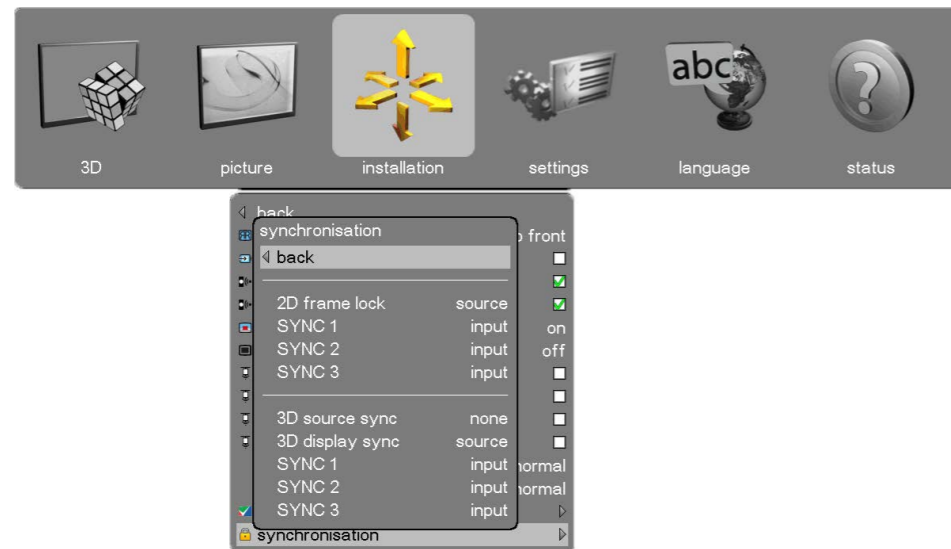 abc
?
3D picture installation settings language status
back
synchronisation
front
back
2D frame lock source
SYNC 1 input
on
SYNC 2 input
off
SYNC 3 input
3D source sync none
3D display sync source
SYNC 1 input
normal
SYNC 2 input
normal
SYNC 3 input
synchronisation